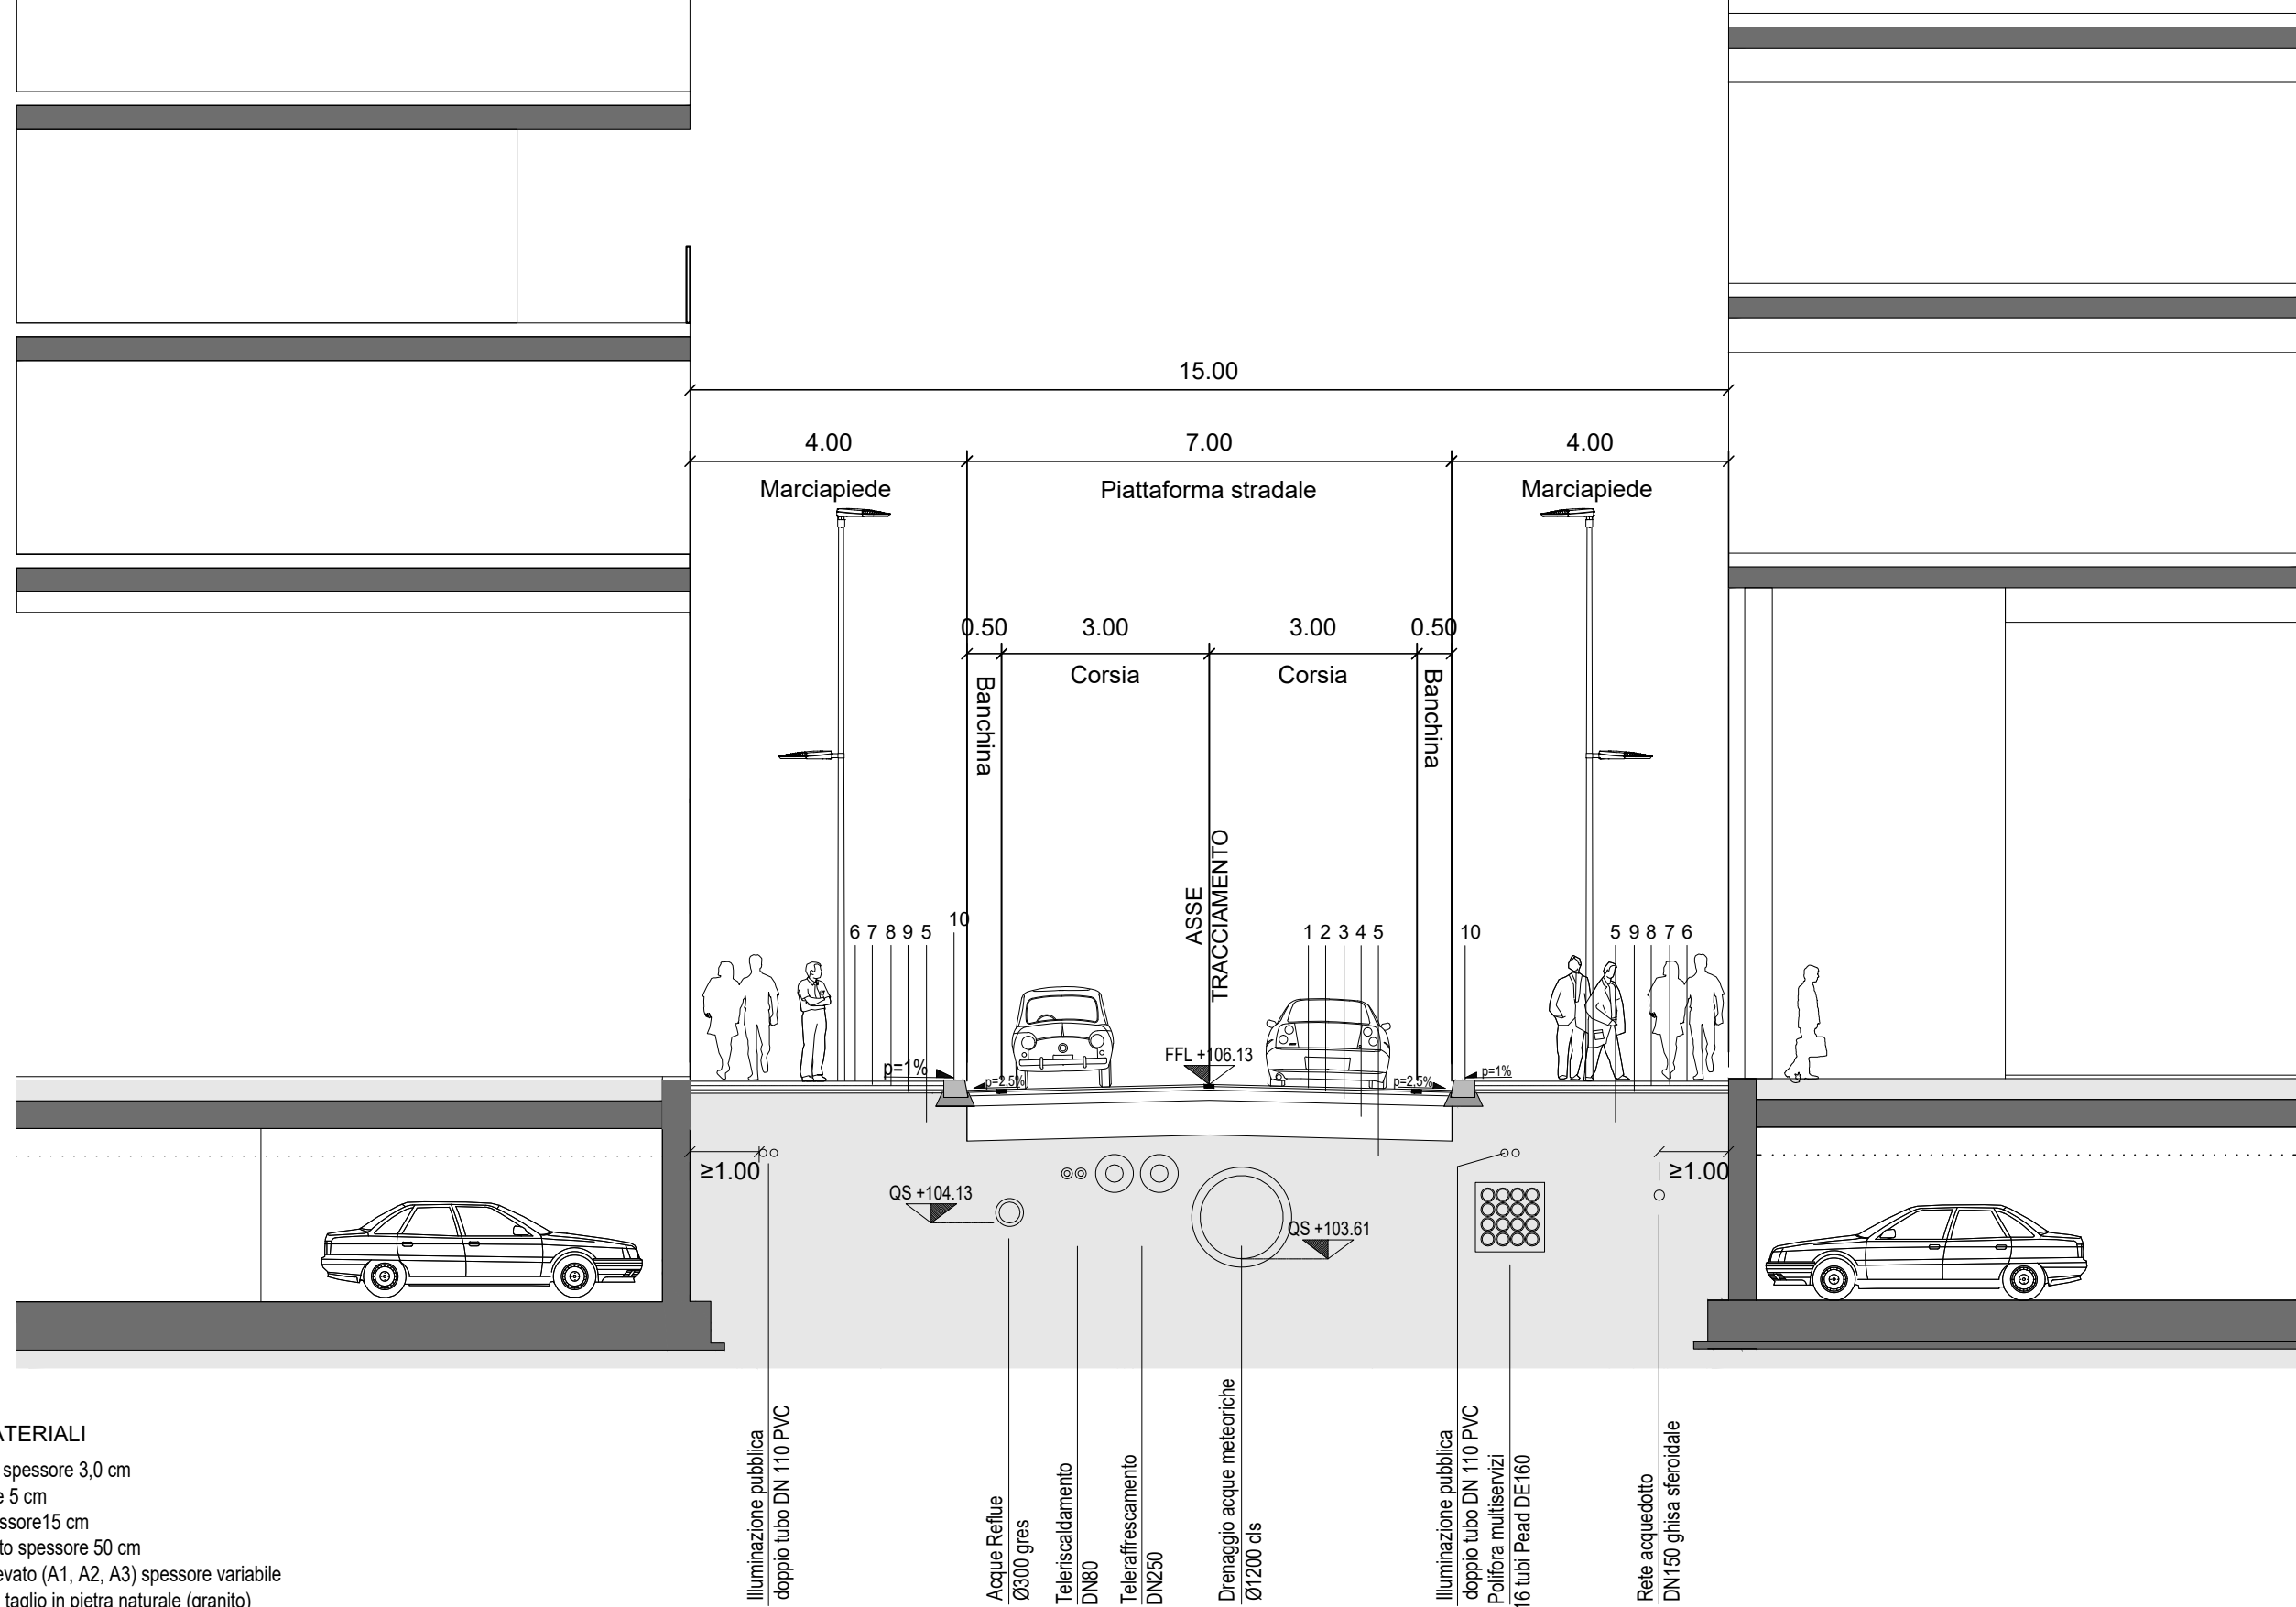 15.00
4.00 7.00 4.00
Marciapiede Piattaforma stradale Marciapiede
0.50 3.00 3.00 0.50
Banchina Corsia Corsia Banchina
ASSE
TRACCIAMENTO
6 7 8 9 5 10 1 2 3 4 5 10 5 9 8 7 6
FFL +106.13
p=1% p=2,5% p=2,5% p=1%
≥1.00 ≥1.00
QS +104.13
QS +103.61
Illuminazione pubblica
doppio tubo DN 110 PVC
Acque Reflue
Ø300 gres
Teleriscaldamento
DN80
Teleraffrescamento
DN250
Drenaggio acque meteoriche
Ø1200 cls
Illuminazione pubblica
doppio tubo DN 110 PVC
Polifora multiservizi
16 tubi Pead DE160
Rete acquedotto
DN150 ghisa sferoidale
ATERIALI
spessore 3,0 cm
e 5 cm
ssore15 cm
to spessore 50 cm
evato (A1, A2, A3) spessore variabile
taglio in pietra naturale (granito)